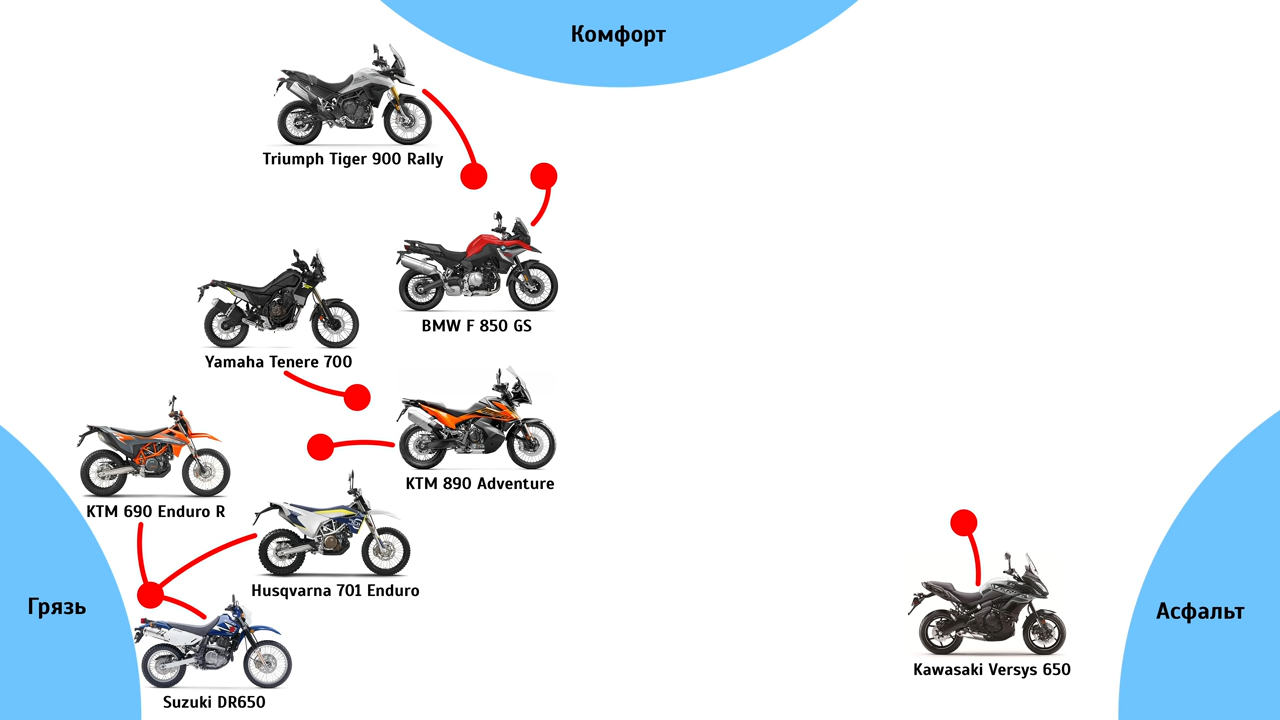 Комфорт
Triumph Tiger 900 Rally
BMW F 850 GS
Yamaha Tenere 700
KTM 890 Adventure
KTM 690 Enduro R
Husqvarna 701 Enduro
Грязь
Асфальт
Kawasaki Versys 650
Suzuki DR650